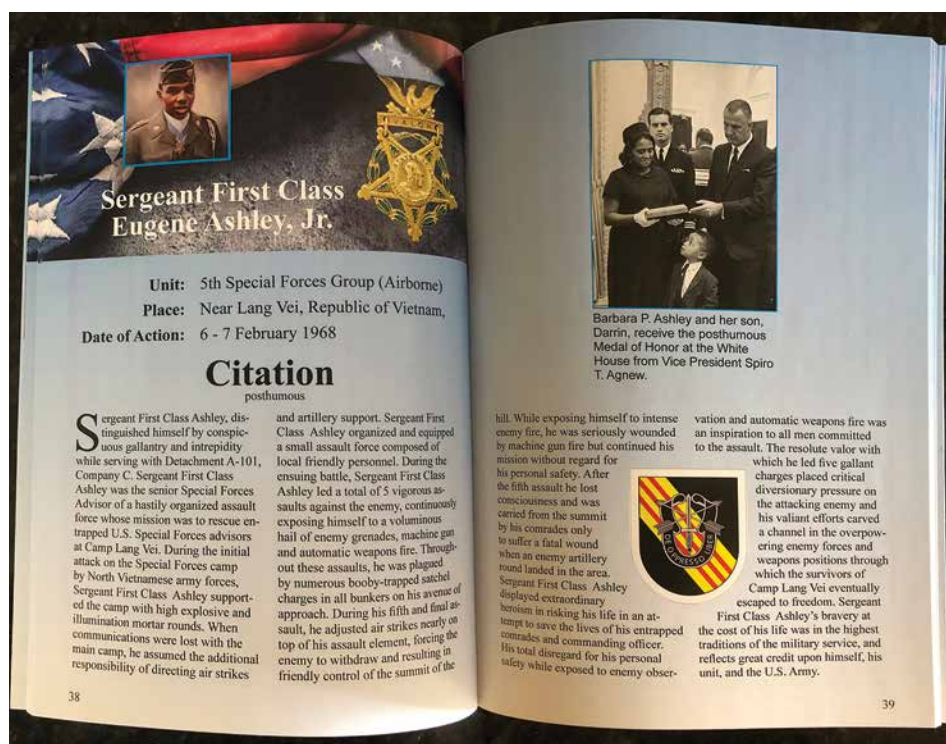 Sergeant First Class
Eugene Ashley, Jr.
Unit: 5th Special Forces Group (Airborne)
Place: Near Lang Vei, Republic of Vietnam,
Date of Action: 6 - 7 February 1968
Citation
posthumous
Sergeant First Class Ashley, dis-
tinguished himself by conspic-
uous gallantry and intrepidity
while serving with Detachment A-101,
Company C. Sergeant First Class
Ashley was the senior Special Forces
Advisor of a hastily organized assault
force whose mission was to rescue en-
trapped U.S. Special Forces advisors
at Camp Lang Vei. During the initial
attack on the Special Forces camp
by North Vietnamese army forces,
Sergeant First Class Ashley support-
ed the camp with high explosive and
illumination mortar rounds. When
communications were lost with the
main camp, he assumed the additional
responsibility of directing air strikes
and artillery support. Sergeant First
Class Ashley organized and equipped
a small assault force composed of
local friendly personnel. During the
ensuing battle, Sergeant First Class
Ashley led a total of 5 vigorous as-
saults against the enemy, continuously
exposing himself to a voluminous
hail of enemy grenades, machine gun
and automatic weapons fire. Through-
out these assaults, he was plagued
by numerous booby-trapped satchel
charges in all bunkers on his avenue of
approach. During his fifth and final as-
sault, he adjusted air strikes nearly on
top of his assault element, forcing the
enemy to withdraw and resulting in
friendly control of the summit of the
38
Barbara P. Ashley and her son,
Darrin, receive the posthumous
Medal of Honor at the White
House from Vice President Spiro
T. Agnew.
hill. While exposing himself to intense
enemy fire, he was seriously wounded
by machine gun fire but continued his
mission without regard for
his personal safety. After
the fifth assault he lost
consciousness and was
carried from the summit
by his comrades only
to suffer a fatal wound
when an enemy artillery
round landed in the area.
Sergeant First Class Ashley
displayed extraordinary
heroism in risking his life in an at-
tempt to save the lives of his entrapped
comrades and commanding officer.
His total disregard for his personal
safety while exposed to enemy obser-
DE OPPRESSO LIBER
vation and automatic weapons fire was
an inspiration to all men committed
to the assault. The resolute valor with
which he led five gallant
charges placed critical
diversionary pressure on
the attacking enemy and
his valiant efforts carved
a channel in the overpow-
ering enemy forces and
weapons positions through
which the survivors of
Camp Lang Vei eventually
escaped to freedom. Sergeant
First Class Ashley's bravery at
the cost of his life was in the highest
traditions of the military service, and
reflects great credit upon himself, his
unit, and the U.S. Army.
39